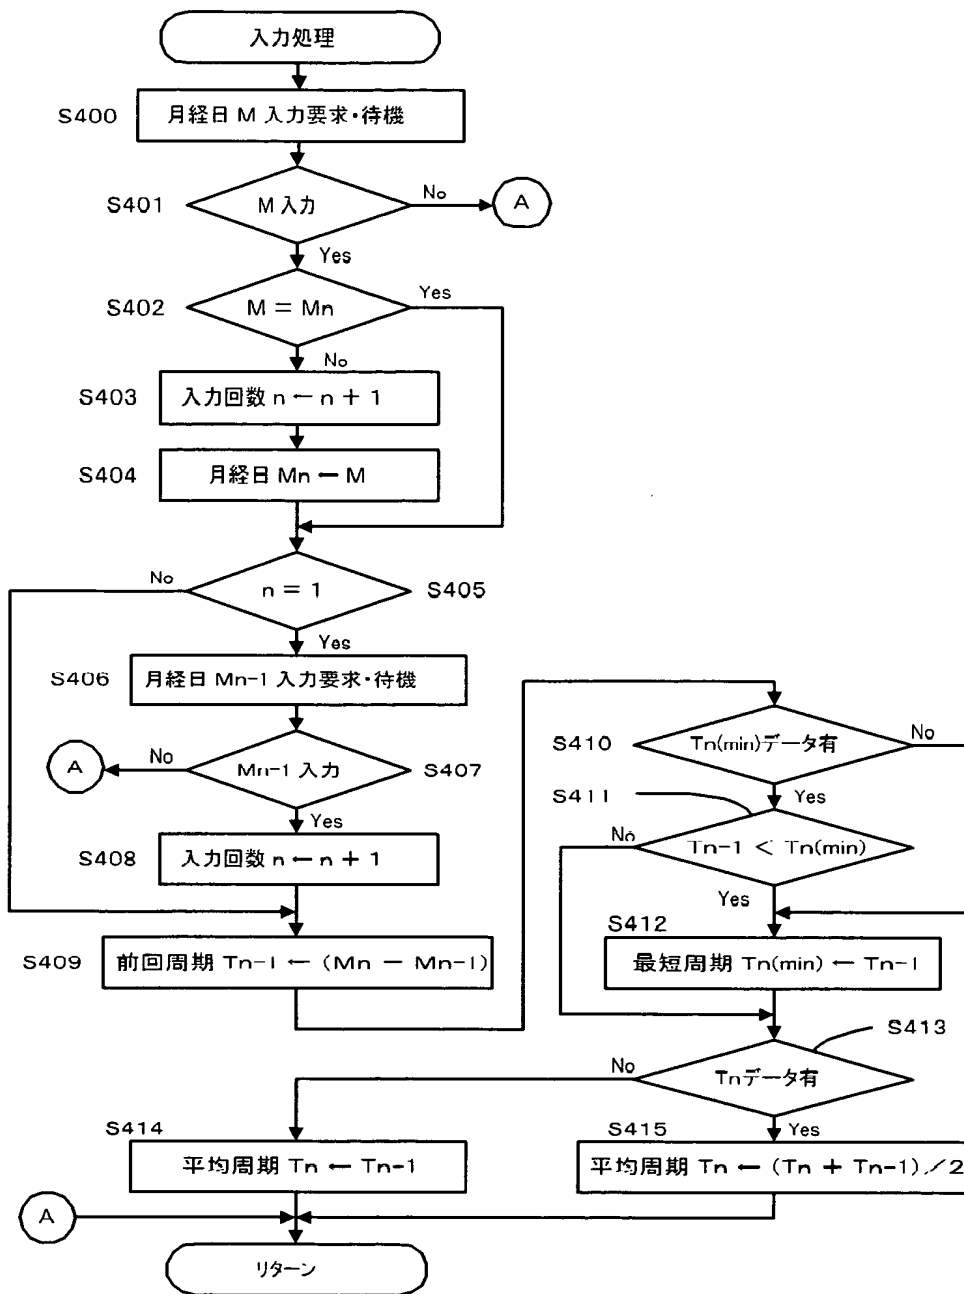 入力処理
S400
月経日 M 入力要求・待機
S401
M 入力
No
A
Yes
S402
M = Mn
Yes
No
S403
入力回数 n ← n + 1
S404
月経日 Mn ← M
No
n = 1
S405
Yes
S406
月経日 Mn-1 入力要求・待機
A
No
Mn-1 入力
S407
Yes
S408
入力回数 n ← n + 1
S409
前回周期 Tn-1 ← (Mn − Mn-1)
S410
Tn(min)データ有
No
Yes
S411
No
Tn-1 < Tn(min)
Yes
S412
最短周期 Tn(min) ← Tn-1
S413
No
Tnデータ有
Yes
S414
平均周期 Tn ← Tn-1
S415
平均周期 Tn ← (Tn + Tn-1)／2
A
リターン